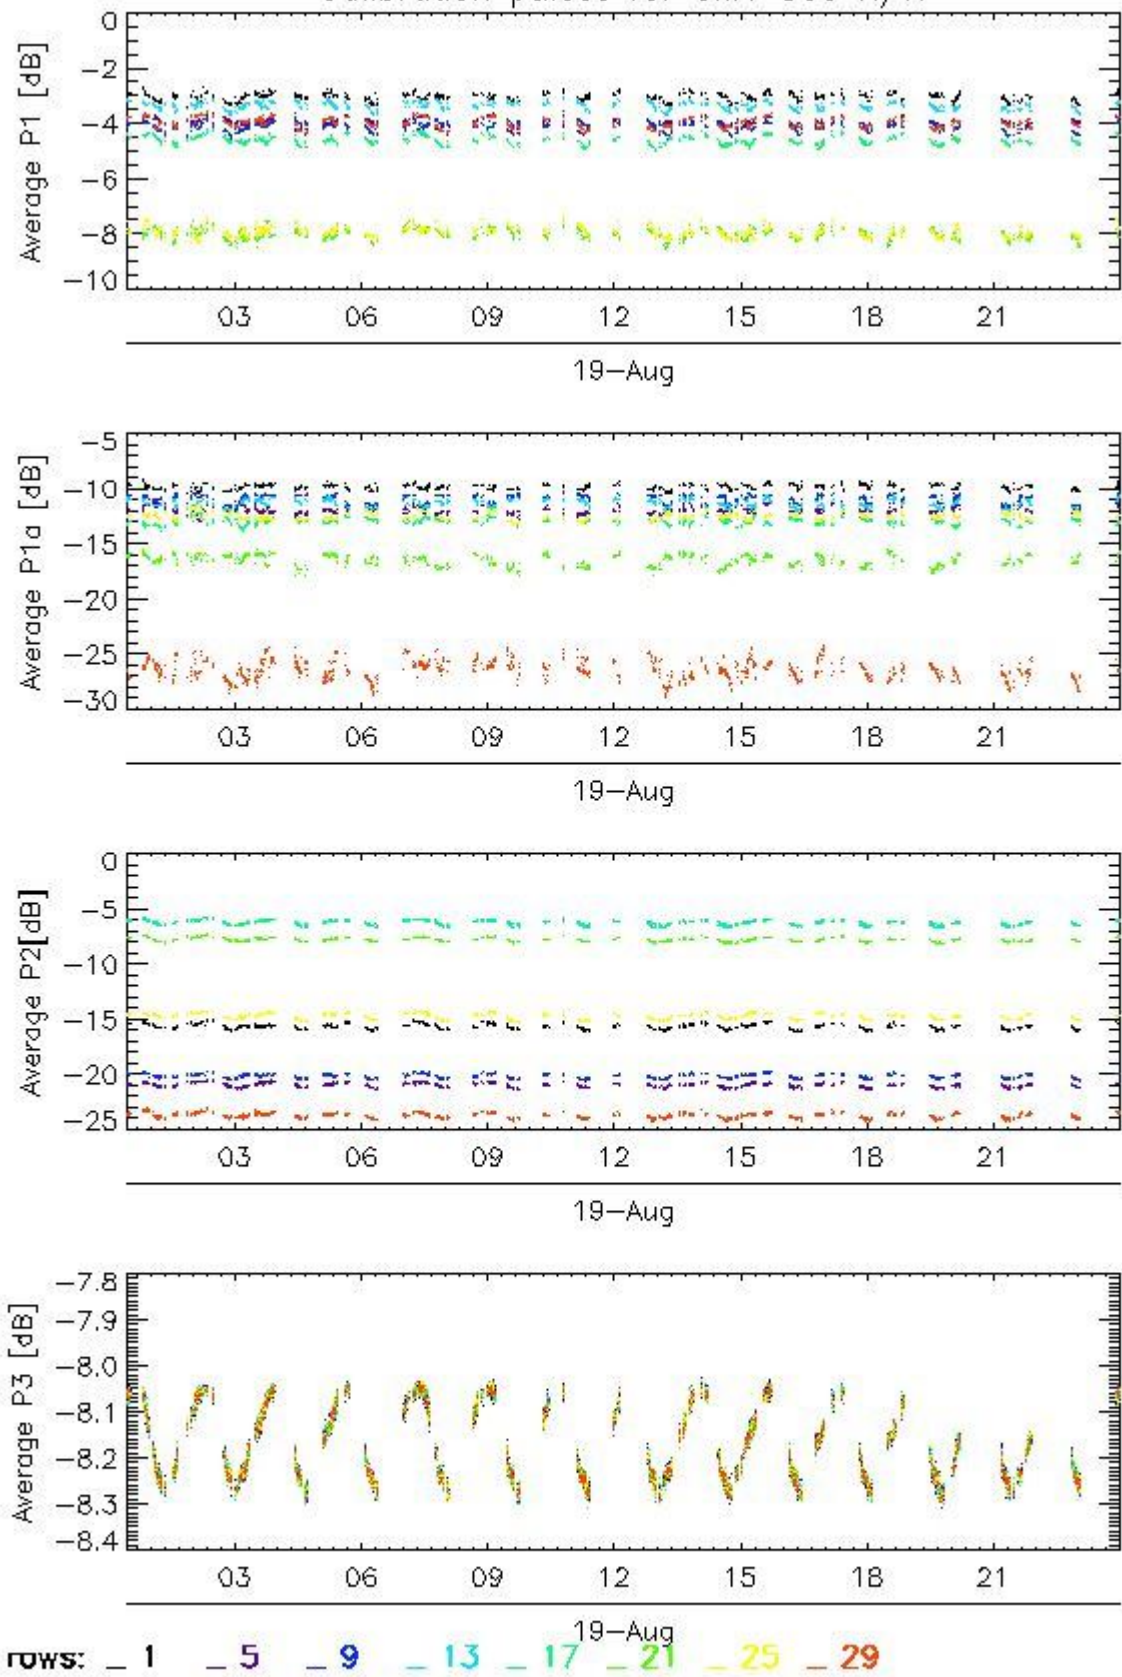 0
−2
−4
−6
−8
−10
Average P1 [dB]
03 06 09 12 15 18 21
19−Aug
−5
−10
−15
−20
−25
−30
Average P1a [dB]
03 06 09 12 15 18 21
19−Aug
0
−5
−10
−15
−20
−25
Average P2[dB]
03 06 09 12 15 18 21
19−Aug
−7.8
−7.9
−8.0
−8.1
−8.2
−8.3
−8.4
Average P3 [dB]
03 06 09 12 15 18 21
19−Aug
rows: _ 1 _ 5 _ 9 _ 13 _ 17 _ 21 _ 25 _ 29